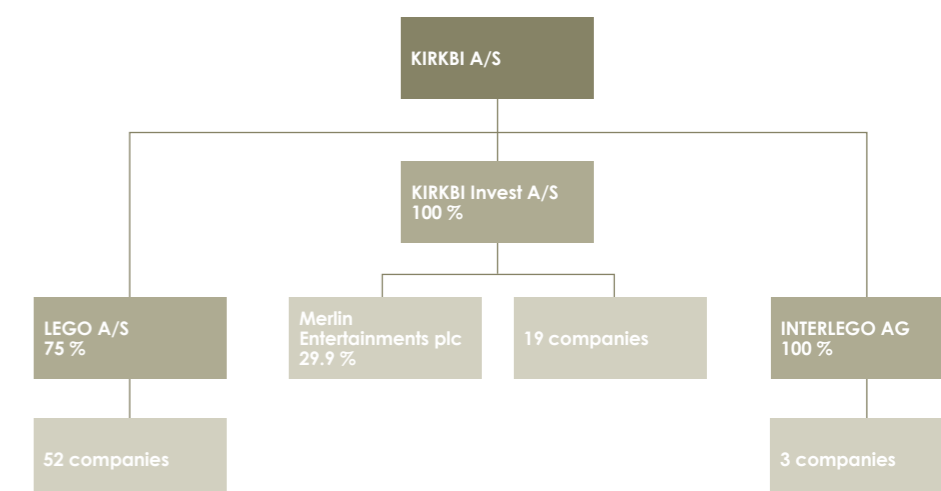 KIRKBI A/S
KIRKBI Invest A/S
100 %
LEGO A/S
75 %
Merlin
Entertainments plc
29.9 %
19 companies
INTERLEGO AG
100 %
52 companies
3 companies